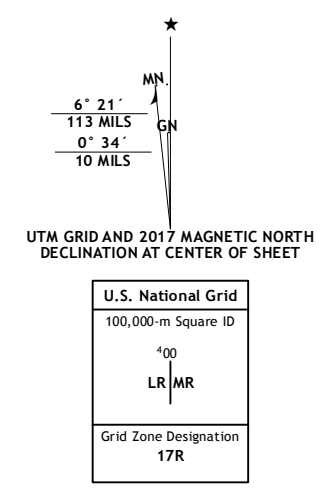 ★
MN.
6° 21´
113 MILS
GN
0° 34´
10 MILS
UTM GRID AND 2017 MAGNETIC NORTH
DECLINATION AT CENTER OF SHEET
U.S. National Grid
100,000-m Square ID
⁴00
LR MR
Grid Zone Designation
17R